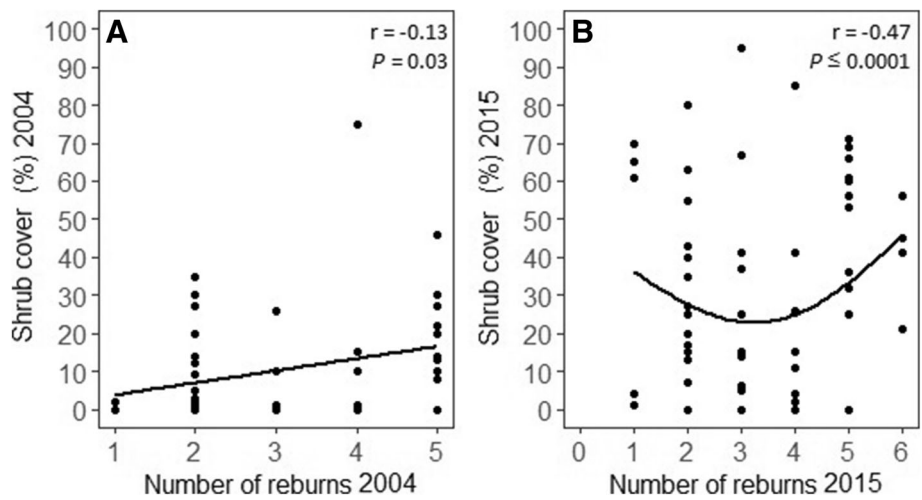 A
r = -0.13
P = 0.03
Shrub cover (%) 2004
100
90
80
70
60
50
40
30
20
10
0
1 2 3 4 5
Number of reburns 2004
B
r = -0.47
P ≤ 0.0001
Shrub cover (%) 2015
100
90
80
70
60
50
40
30
20
10
0
0 1 2 3 4 5 6
Number of reburns 2015